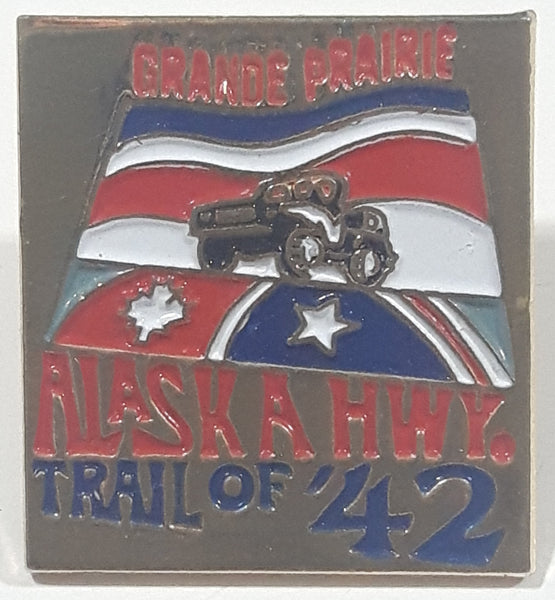 GRANDE PRAIRIE
ALASKA HWY.
TRAIL OF '42